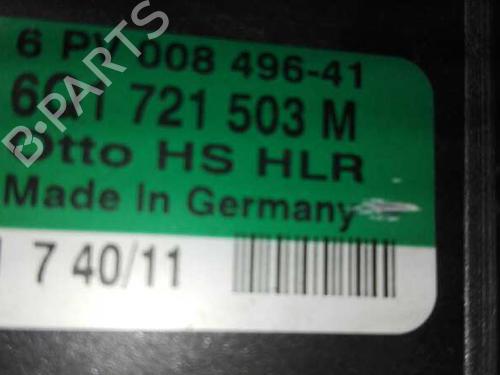 6 PV 008 496-41
6Q1 721 503 M
Otto HS HLR
Made In Germany
7 40/11
B-PARTS